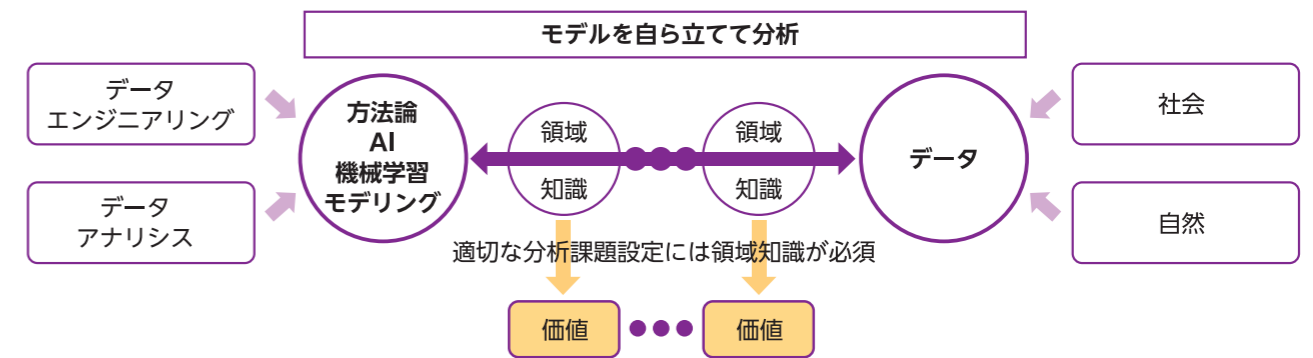 モデルを自ら立てて分析
データ
エンジニアリング
データ
アナリシス
方法論
AI
機械学習
モデリング
領域
知識
領域
知識
データ
社会
自然
適切な分析課題設定には領域知識が必須
価値
価値